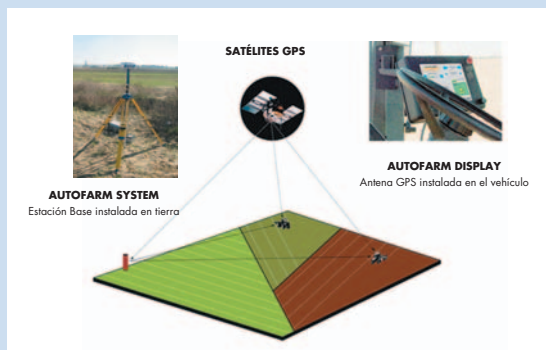 SATÉLITES GPS
AUTOFARM DISPLAY
Antena GPS instalada en el vehículo
AUTOFARM SYSTEM
Estación Base instalada en tierra